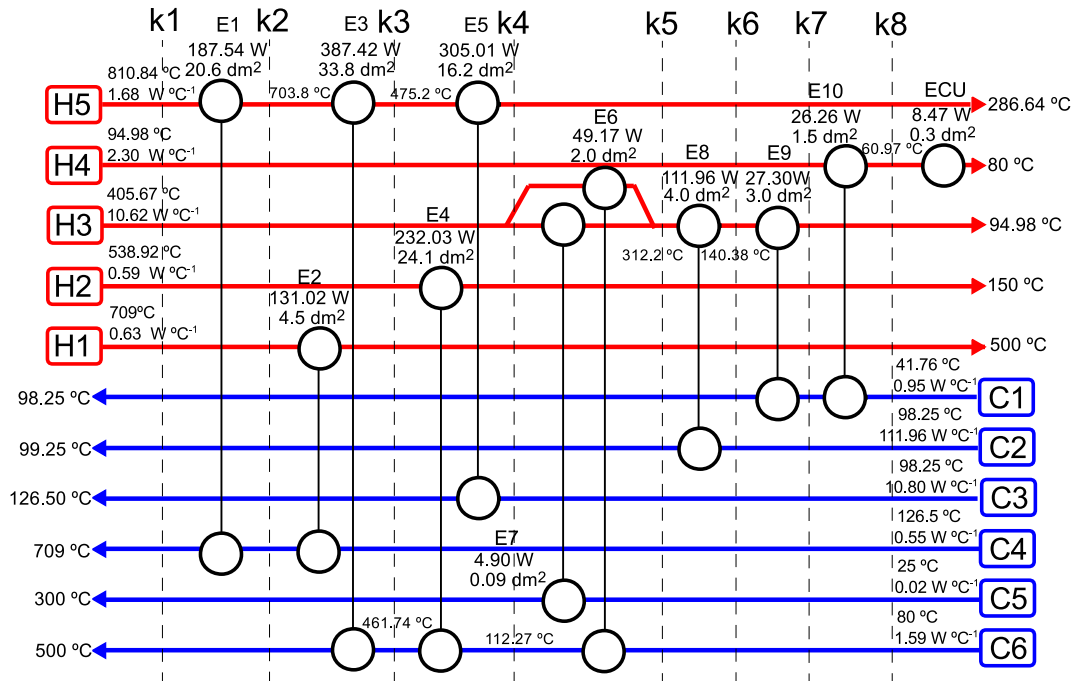 k1 k2 k3 k4 k5 k6 k7 k8
E1
187.54 W
20.6 dm2
E3
387.42 W
33.8 dm2
E5
305.01 W
16.2 dm2
E10
26.26 W
1.5 dm2
ECU
8.47 W
0.3 dm2
810.84 ºC
1.68 W ºC-1
H5
703.8 ºC
475.2 ºC
286.64 ºC
E6
49.17 W
2.0 dm2
94.98 ºC
2.30 W ºC-1
H4
60.97 ºC
80 ºC
E8
111.96 W
4.0 dm2
E9
27.30W
3.0 dm2
405.67 ºC
10.62 W ºC-1
H3
312.2 ºC
140.38 ºC
94.98 ºC
E4
232.03 W
24.1 dm2
538.92 ºC
0.59 W ºC-1
H2
150 ºC
E2
131.02 W
4.5 dm2
709ºC
0.63 W ºC-1
H1
500 ºC
98.25 ºC
41.76 ºC
0.95 W ºC-1
C1
99.25 ºC
98.25 ºC
111.96 W ºC-1
C2
126.50 ºC
98.25 ºC
10.80 W ºC-1
C3
709 ºC
126.5 ºC
0.55 W ºC-1
C4
E7
4.90 W
0.09 dm2
300 ºC
25 ºC
0.02 W ºC-1
C5
500 ºC
461.74 ºC
112.27 ºC
80 ºC
1.59 W ºC-1
C6